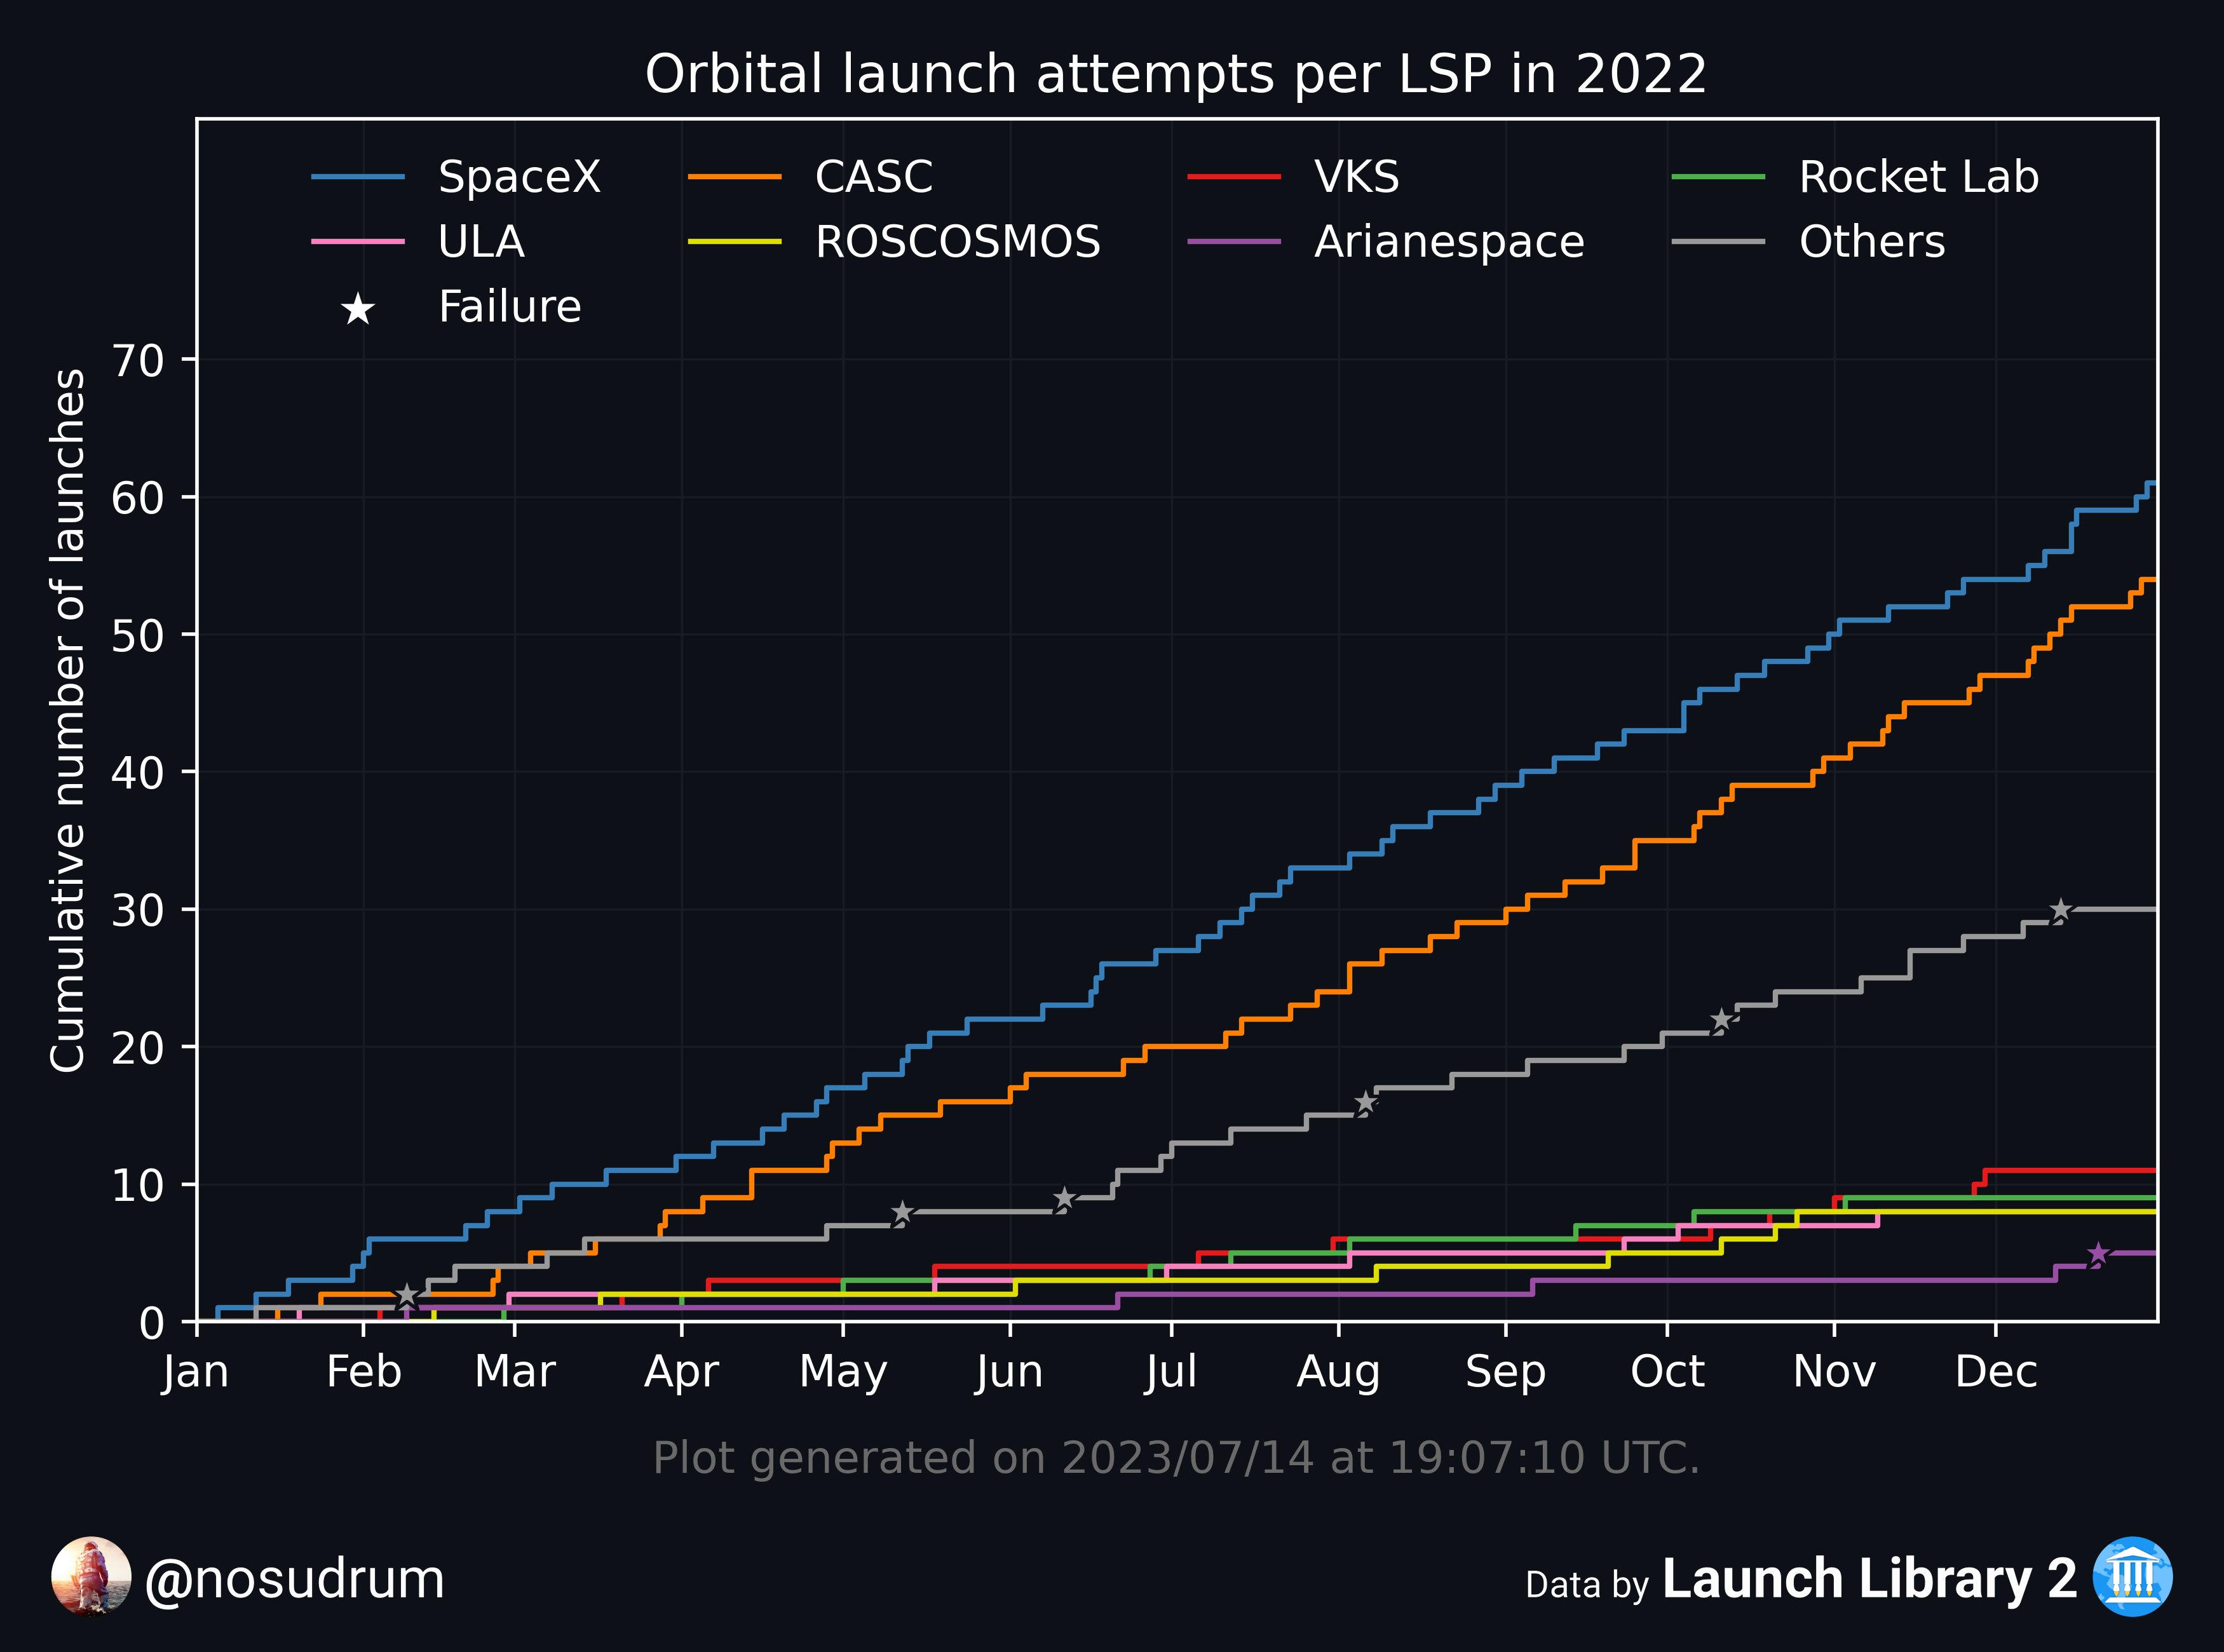 Orbital launch attempts per LSP in 2022
SpaceX CASC VKS Rocket Lab
ULA ROSCOSMOS Arianespace Others
Failure
Cumulative number of launches
70
60
50
40
30
20
10
0
Jan Feb Mar Apr May Jun Jul Aug Sep Oct Nov Dec
Plot generated on 2023/07/14 at 19:07:10 UTC.
@nosudrum
Data by Launch Library 2